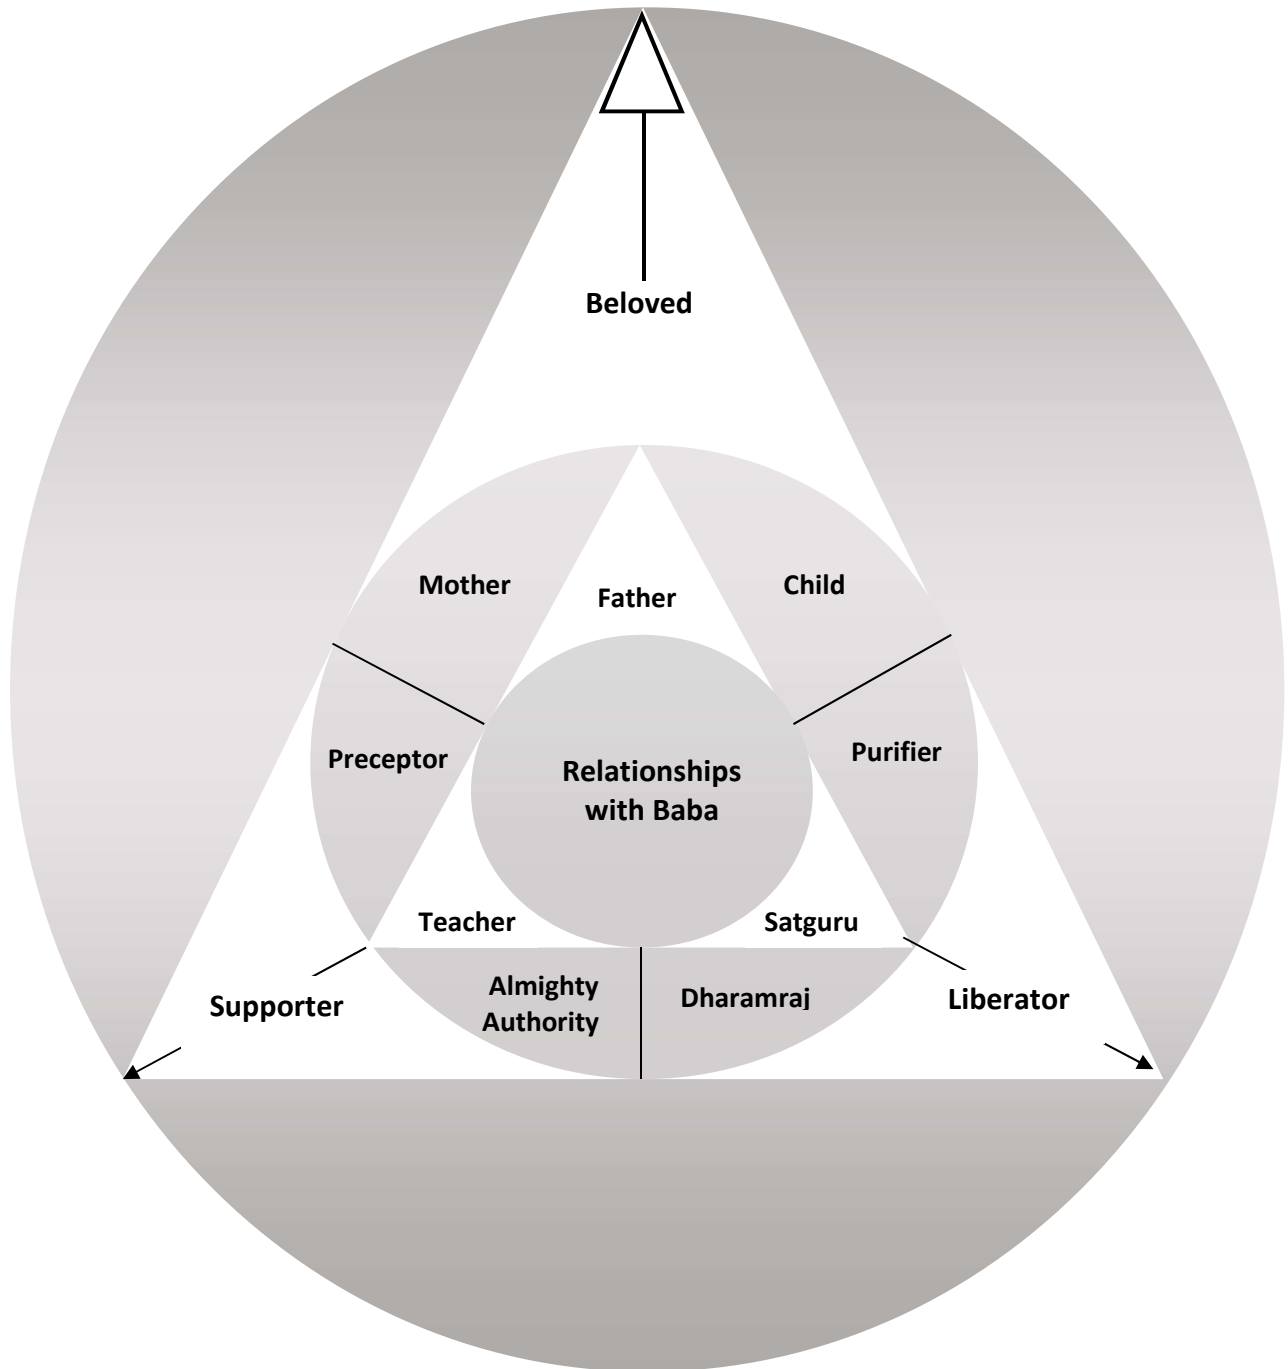 Beloved
Mother
Father
Child
Preceptor
Relationships
with Baba
Purifier
Teacher
Satguru
Supporter
Almighty
Authority
Dharamraj
Liberator